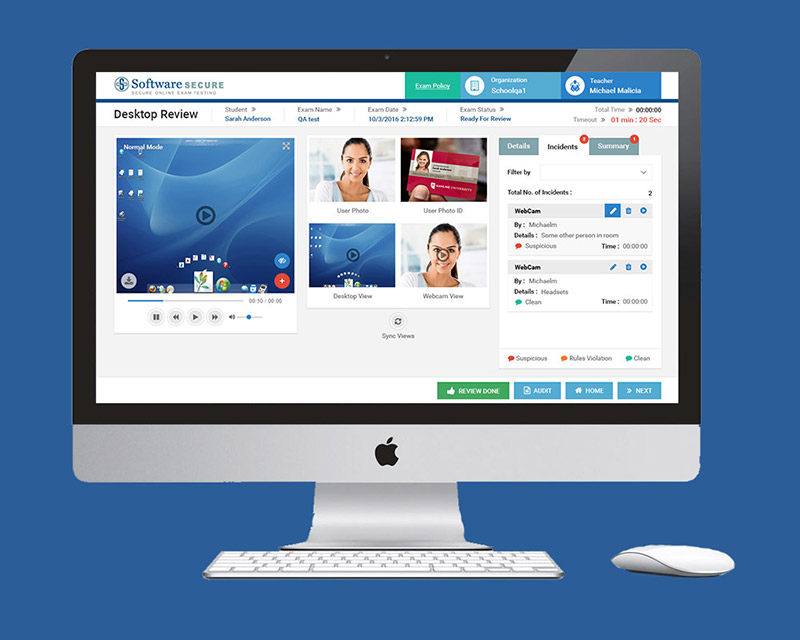 Software SECURE
SECURE ONLINE EXAM TESTING
Exam Policy
Organization
Schoolqa1
Teacher
Michael Malicia
Desktop Review
Student »
Sarah Anderson
Exam Name »
QA test
Exam Date »
10/3/2016 2:12:59 PM
Exam Status »
Ready For Review
Total Time » 00:00:00
Timeout » 01 min : 20 Sec
Normal Mode
00:10 / 00:05
User Photo
User Photo ID
HAMLINE UNIVERSITY
Desktop View
Webcam View
Sync Views
Details
Incidents
Summary
1
Filter by
Total No. of Incidents :
2
WebCam
By : Michaelm
Details : Some other person in room
Suspicious
Time : 00:00:00
WebCam
By : Michaelm
Details : Headsets
Clean
Time : 00:00:00
Suspicious
Rules Violation
Clean
REVIEW DONE
AUDIT
HOME
» NEXT